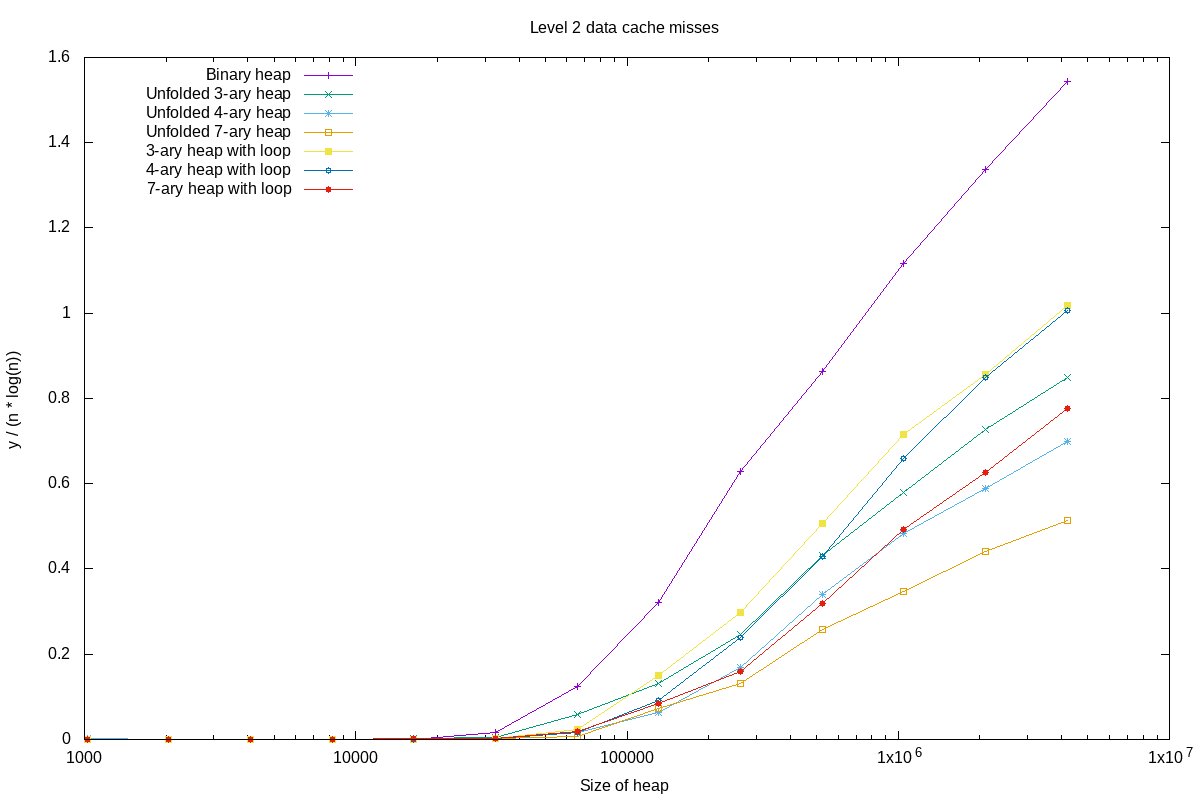 Level 2 data cache misses
1.6
1.4
1.2
1
0.8
0.6
0.4
0.2
0
y / (n * log(n))
Binary heap
Unfolded 3-ary heap
Unfolded 4-ary heap
Unfolded 7-ary heap
3-ary heap with loop
4-ary heap with loop
7-ary heap with loop
1000 10000 100000 1x10^6 1x10^7
Size of heap